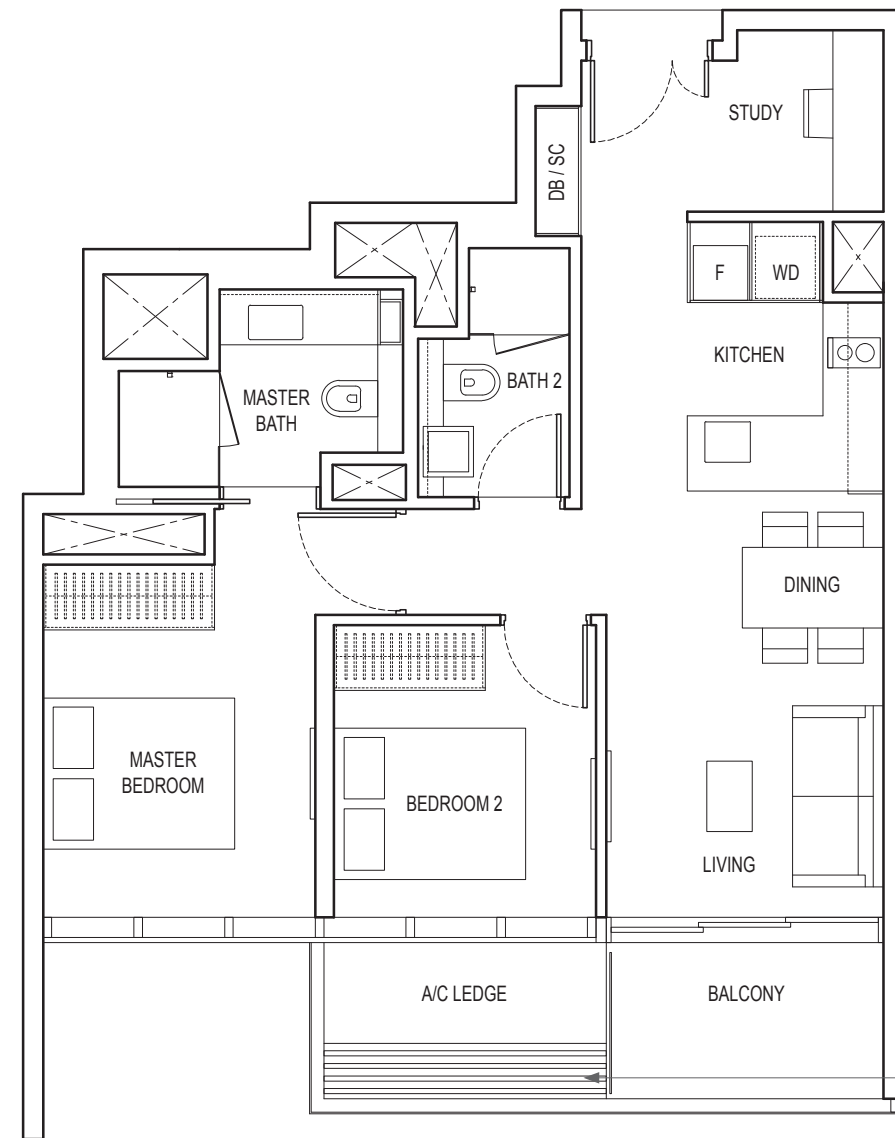 STUDY
DB / SC
F
WD
KITCHEN
MASTER
BATH
BATH 2
DINING
MASTER
BEDROOM
BEDROOM 2
LIVING
A/C LEDGE
BALCONY